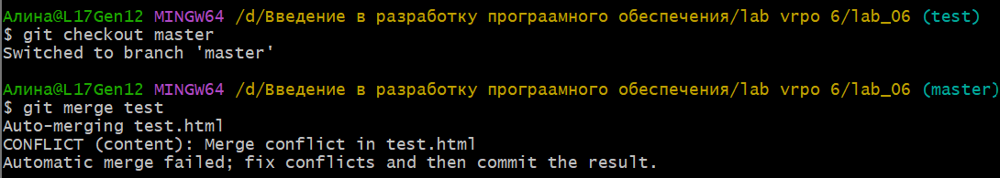 Алина@L17Gen12 MINGW64 /d/Введение в разработку програамного обеспечения/lab vrpo 6/lab_06 (test)
$ git checkout master
Switched to branch 'master'
Алина@L17Gen12 MINGW64 /d/Введение в разработку програамного обеспечения/lab vrpo 6/lab_06 (master)
$ git merge test
Auto-merging test.html
CONFLICT (content): Merge conflict in test.html
Automatic merge failed; fix conflicts and then commit the result.